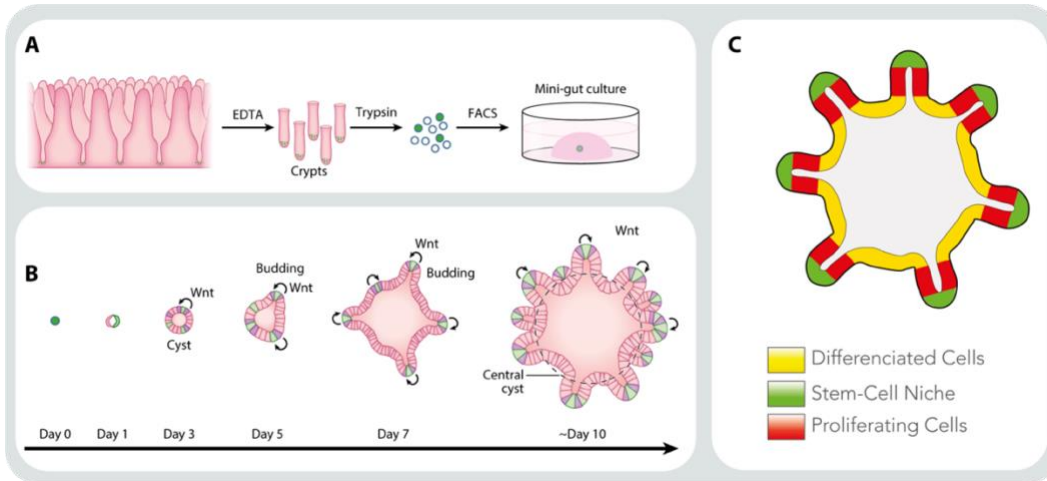 A
EDTA
Trypsin
FACS
Mini-gut culture
Crypts
B
Wnt
Cyst
Budding
Wnt
Wnt
Budding
Wnt
Central
cyst
Day 0
Day 1
Day 3
Day 5
Day 7
~Day 10
C
Differenciated Cells
Stem-Cell Niche
Proliferating Cells